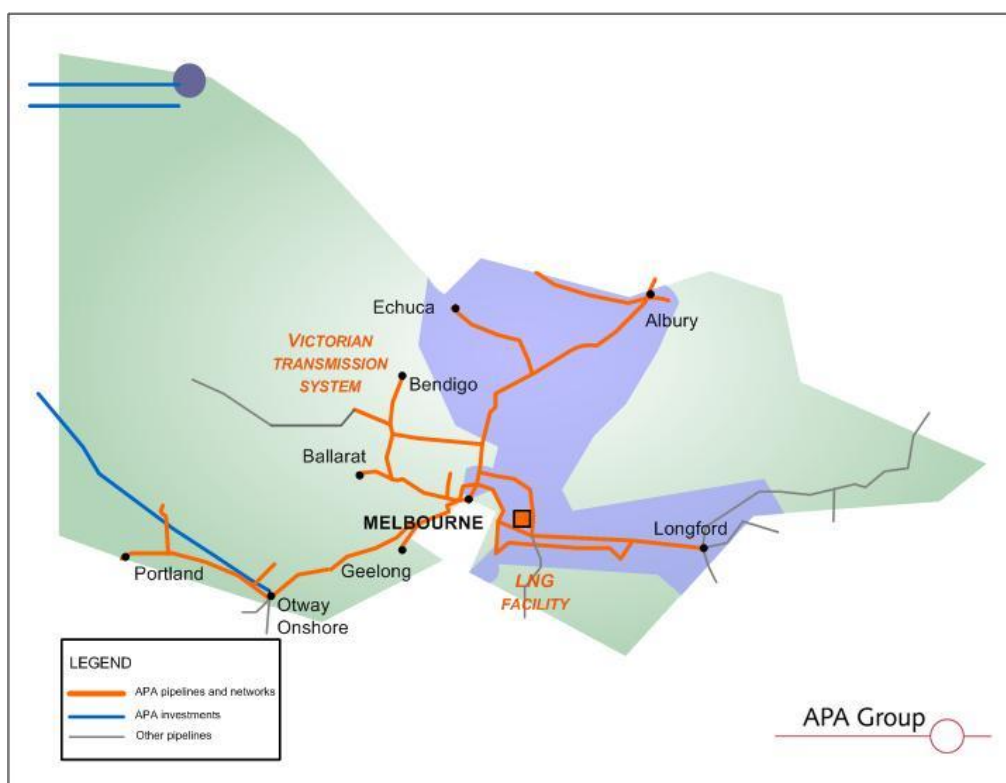 Echuca
Albury
VICTORIAN
TRANSMISSION
SYSTEM
Bendigo
Ballarat
MELBOURNE
Longford
Geelong
Portland
LNG
FACILITY
Otway
Onshore
LEGEND
APA pipelines and networks
APA investments
Other pipelines
APA Group